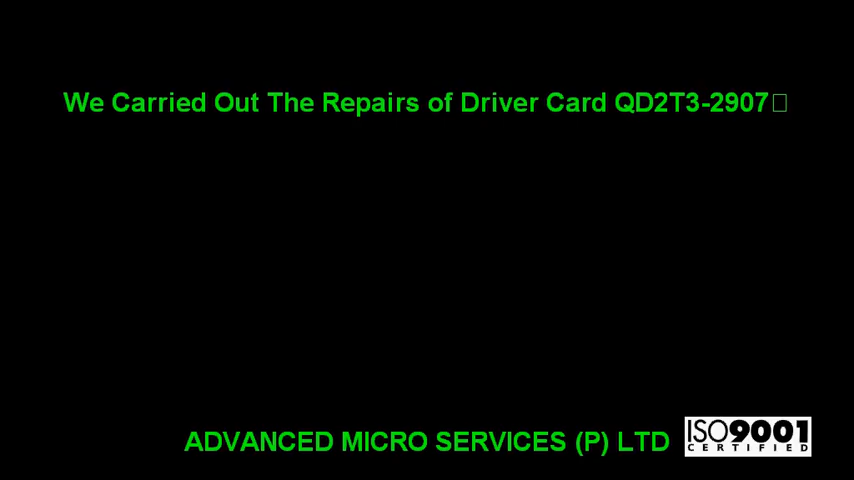 We Carried Out The Repairs of Driver Card QD2T3-2907
ADVANCED MICRO SERVICES (P) LTD
ISO9001
CERTIFIED